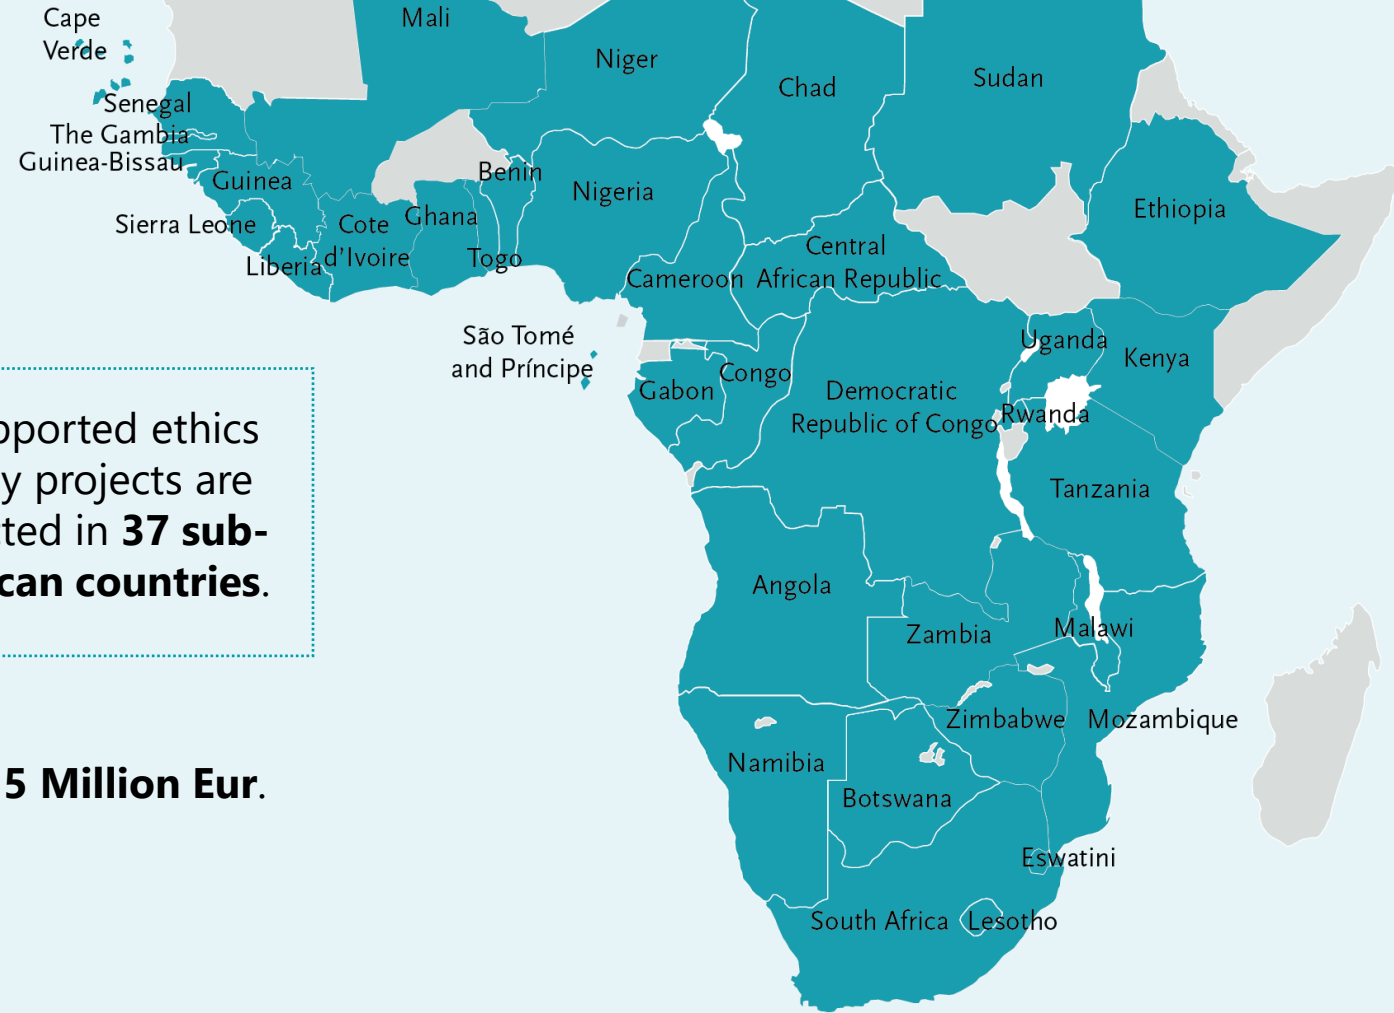 Cape
Verde
Mali
Niger
Chad
Sudan
Senegal
The Gambia
Guinea-Bissau
Guinea
Sierra Leone
Liberia
Cote
d'Ivoire
Ghana
Benin
Togo
Nigeria
Cameroon
Central
African Republic
Ethiopia
São Tomé
and Príncipe
Gabon
Congo
Democratic
Republic of Congo
Uganda
Kenya
Rwanda
Tanzania
ethics
projects are
in 37 sub-
countries.
Angola
Zambia
Malawi
5 Million Eur.
Namibia
Zimbabwe
Mozambique
Botswana
Eswatini
South Africa
Lesotho